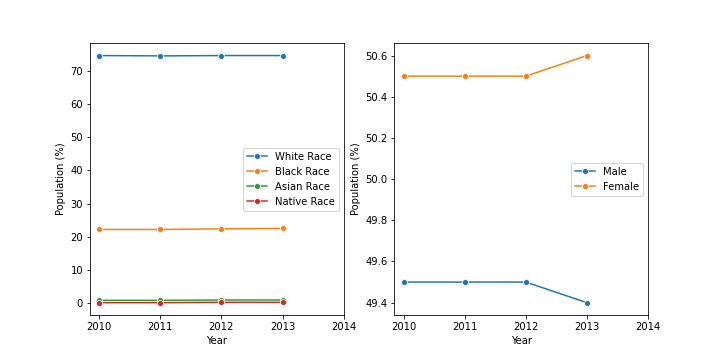 Population (%)
70
60
50
40
30
20
10
0
2010 2011 2012 2013 2014
Year
White Race
Black Race
Asian Race
Native Race
Population (%)
50.6
50.4
50.2
50.0
49.8
49.6
49.4
2010 2011 2012 2013 2014
Year
Male
Female